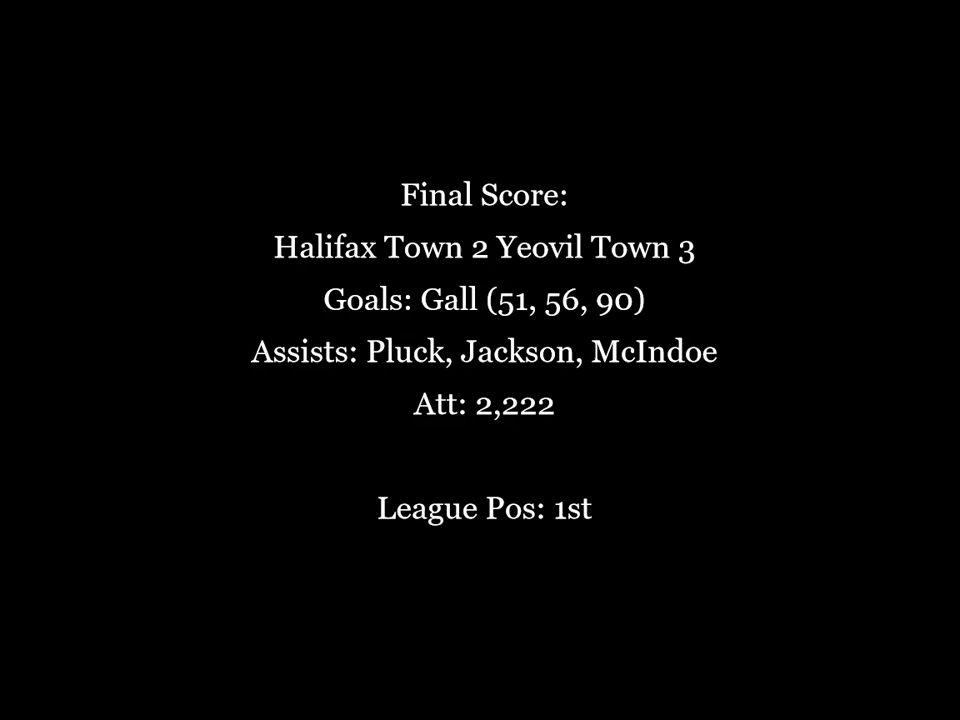 Final Score:
Halifax Town 2 Yeovil Town 3
Goals: Gall (51, 56, 90)
Assists: Pluck, Jackson, McIndoe
Att: 2,222
League Pos: 1st